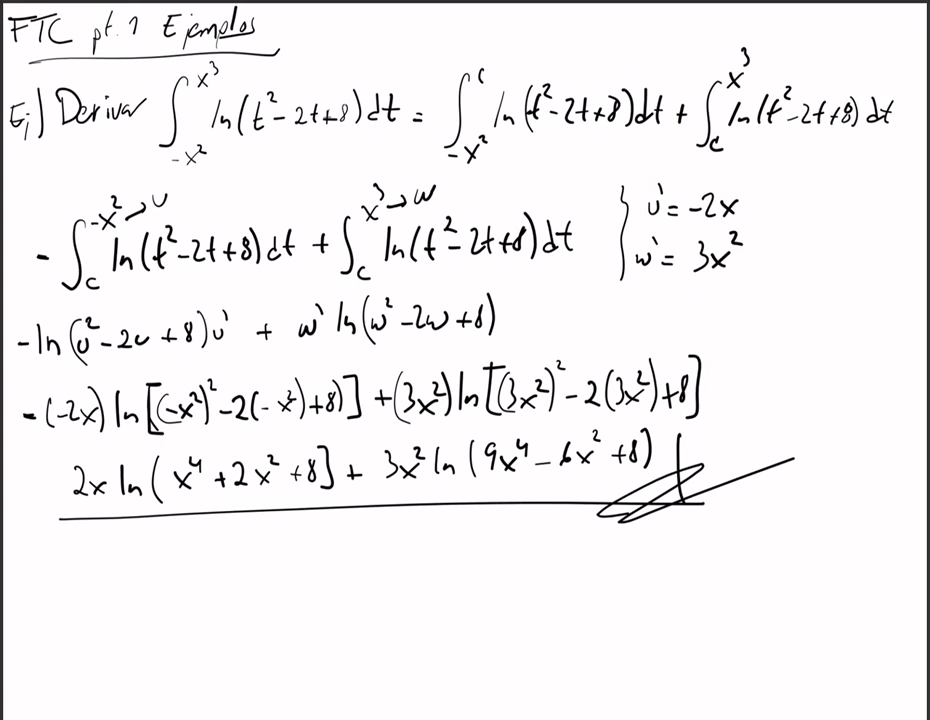 FTC pt. 1 Ejemplos
Ej) Derivar ∫_{-x²}^{x³} ln(t²-2t+8)dt = ∫_{-x²}^{c} ln(t²-2t+8)dt + ∫_{c}^{x³} ln(t²-2t+8)dt
-∫_{c}^{-x²→u} ln(t²-2t+8)dt + ∫_{c}^{x³→w} ln(t²-2t+8)dt { u' = -2x
w' = 3x²
-ln(u²-2u+8)u' + w' ln(w²-2w+8)
-(-2x) ln[(-x²)²-2(-x²)+8)] + (3x²)ln[(3x²)²-2(3x²)+8]
2x ln(x⁴+2x²+8] + 3x² ln(9x⁴-6x²+8)